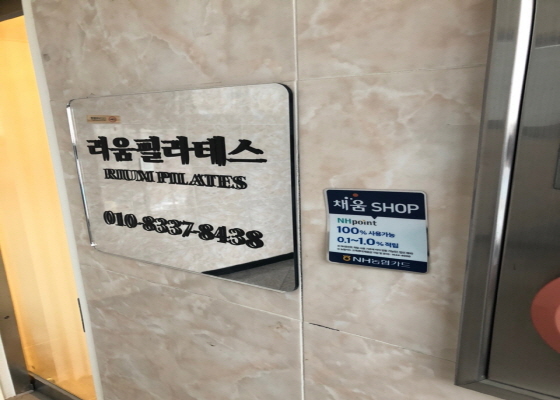 리움필라테스
RIUM PILATES
010-8337-8438
채움 SHOP
NHpoint
100% 사용가능
0.1~1.0% 적립
NH농협카드